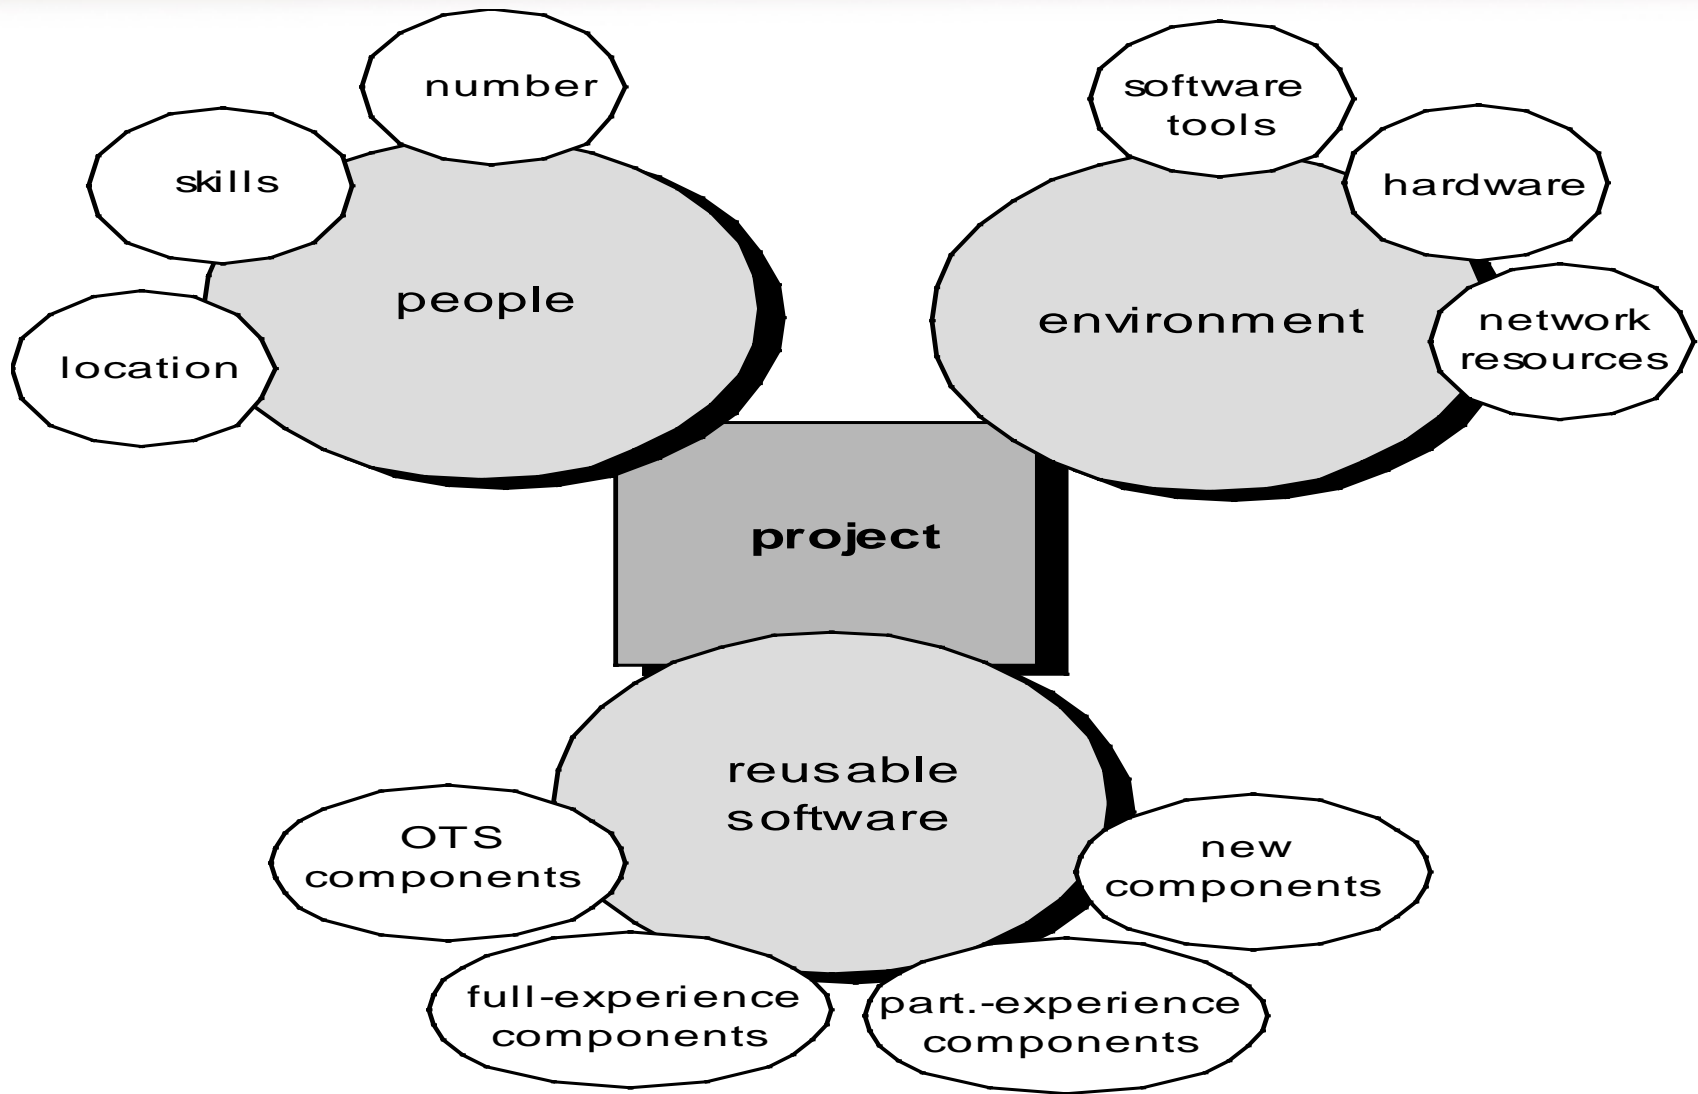 number
skills
location
people
software
tools
hardware
network
resources
environment
project
reusable
software
OTS
components
full-experience
components
part.-experience
components
new
components